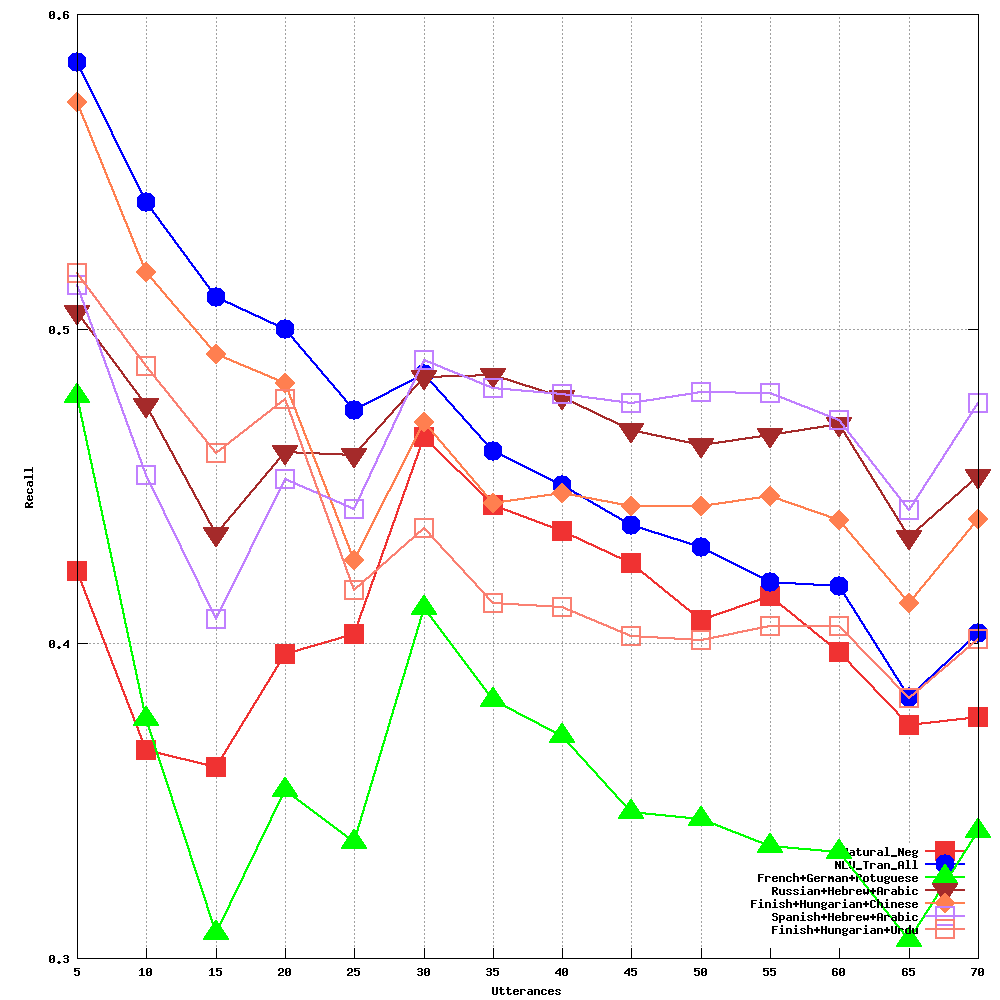 0.6
0.5
Recall
0.4
0.3
5 10 15 20 25 30 35 40 45 50 55 60 65 70
Utterances
Natural_Neg
NLU_Tran_All
French+German+Potuguese
Russian+Hebrew+Arabic
Finish+Hungarian+Chinese
Spanish+Hebrew+Arabic
Finish+Hungarian+Urdu